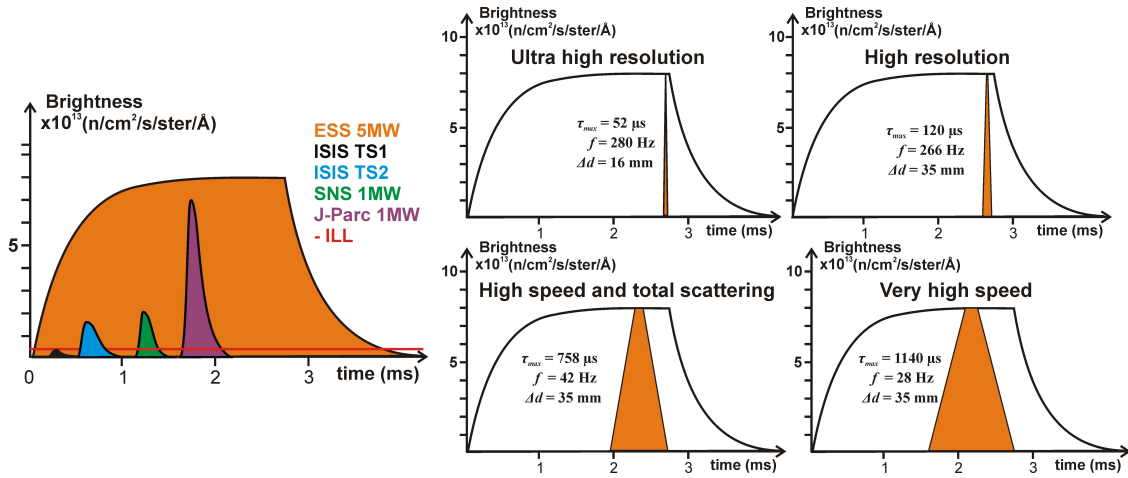 Brightness
x10¹³(n/cm²/s/ster/Å)
ESS 5MW
ISIS TS1
ISIS TS2
SNS 1MW
J-Parc 1MW
- ILL
5
0
1
2
3
time (ms)
Brightness
x10¹³(n/cm²/s/ster/Å)
10
Ultra high resolution
5
τmax = 52 µs
f = 280 Hz
Δd = 16 mm
1
2
3
time (ms)
Brightness
x10¹³(n/cm²/s/ster/Å)
10
High resolution
5
τmax = 120 µs
f = 266 Hz
Δd = 35 mm
1
2
3
time (ms)
Brightness
x10¹³(n/cm²/s/ster/Å)
10
High speed and total scattering
5
τmax = 758 µs
f = 42 Hz
Δd = 35 mm
1
2
3
time (ms)
Brightness
x10¹³(n/cm²/s/ster/Å)
10
Very high speed
5
τmax = 1140 µs
f = 28 Hz
Δd = 35 mm
1
2
3
time (ms)